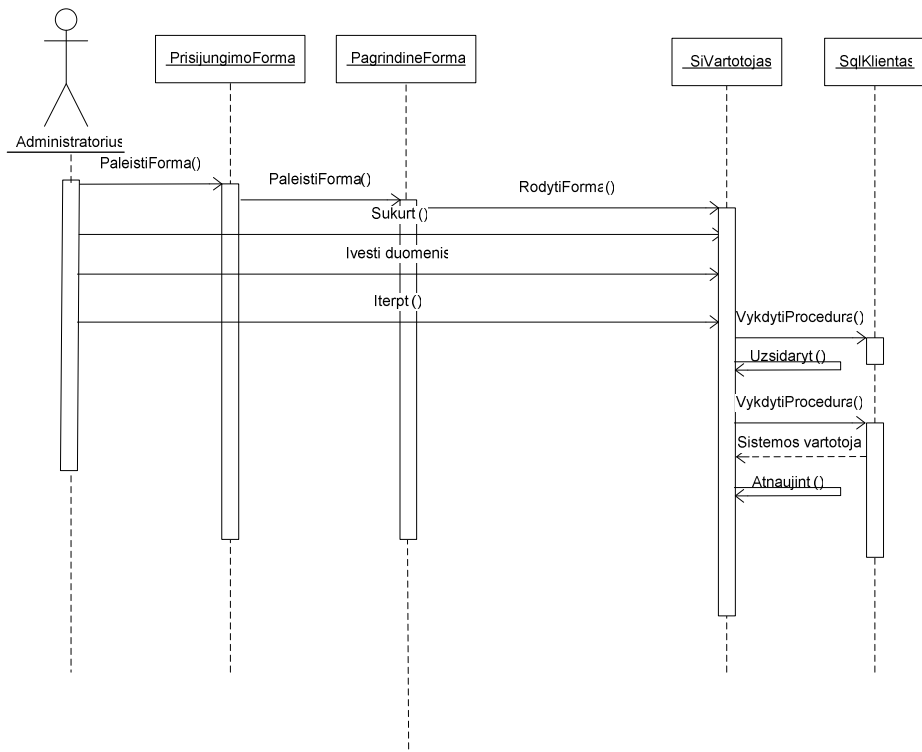 PrisijungimoForma
PagrindineForma
SiVartotojas
SqlKlientas
Administratorius
PaleistiForma()
PaleistiForma()
RodytiForma()
Sukurt()
Ivesti duomenis
Iterpt()
VykdytiProcedura()
Uzsidaryt()
VykdytiProcedura()
Sistemos vartotoja
Atnaujint()